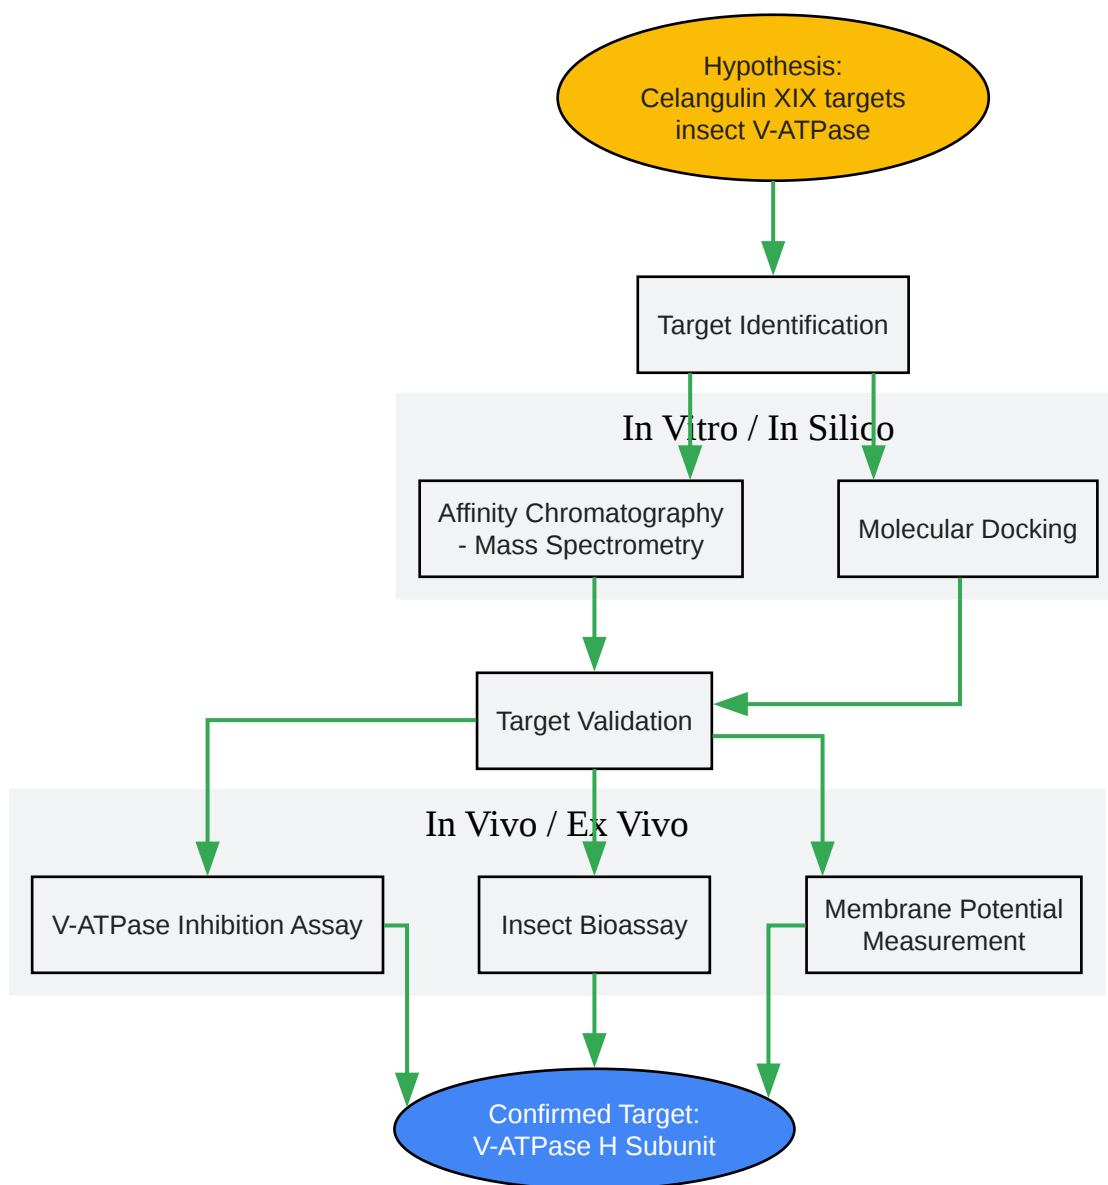 Hypothesis:
Celangulin XIX targets
insect V-ATPase
Target Identification
In Vitro / In Silico
Affinity Chromatography
- Mass Spectrometry
Molecular Docking
Target Validation
In Vivo / Ex Vivo
V-ATPase Inhibition Assay
Insect Bioassay
Membrane Potential
Measurement
Confirmed Target:
V-ATPase H Subunit